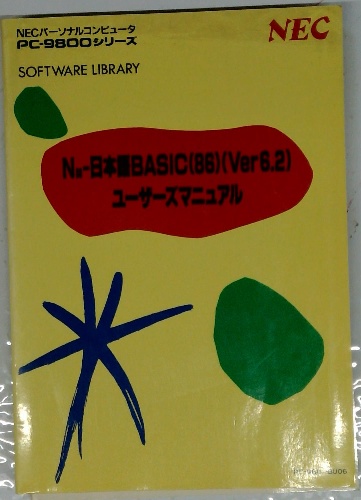 NECパーソナルコンピュータ
PC-9800シリーズ
NEC
SOFTWARE LIBRARY
N88-日本語BASIC(86)(Ver6.2)
ユーザーズマニュアル